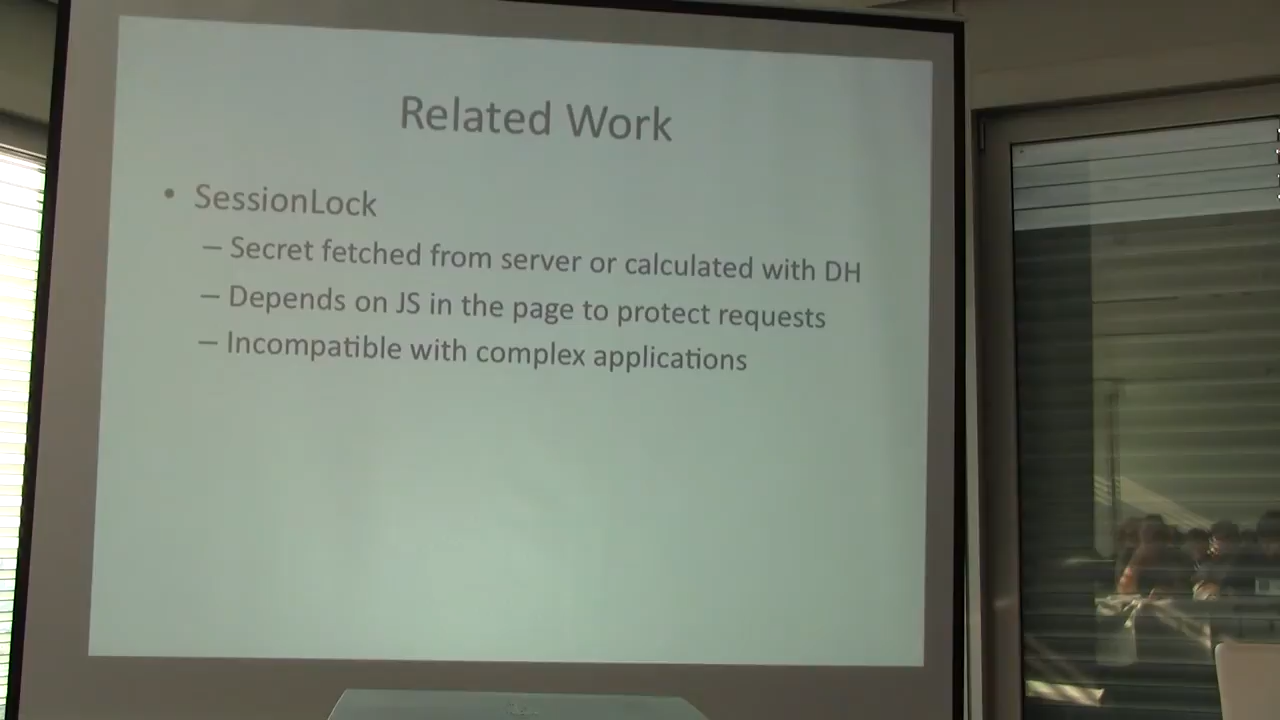 Related Work
• SessionLock
– Secret fetched from server or calculated with DH
– Depends on JS in the page to protect requests
– Incompatible with complex applications